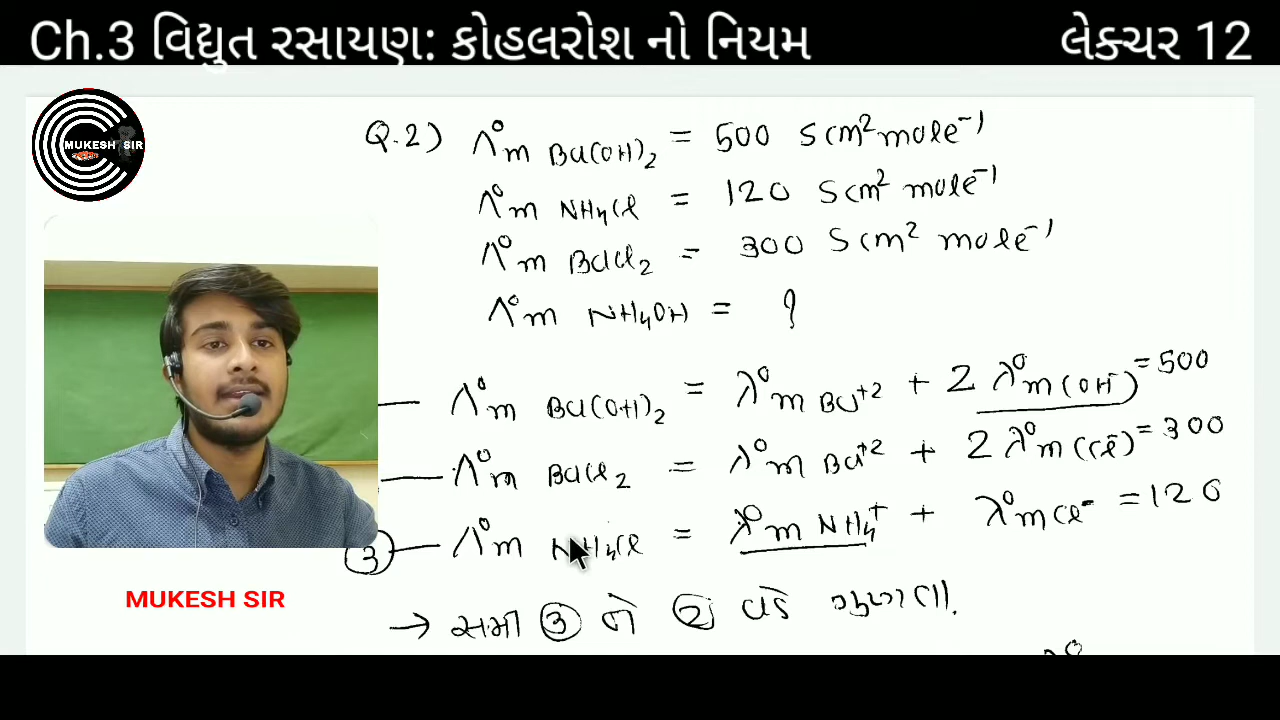 Ch.3 વિદ્યુત રસાયણ: કોહલરોશ નો નિયમ લેક્ચર 12
MUKESH SIR
Q.2) Λ°m Ba(OH)2 = 500 Scm² mole⁻¹
Λ°m NH4Cl = 120 Scm² mole⁻¹
Λ°m BaCl2 = 300 Scm² mole⁻¹
Λ°m NH4OH = ?
Λ°m Ba(OH)2 = λ°m Ba+2 + 2 λ°m(OH⁻) = 500
Λ°m BaCl2 = λ°m Ba+2 + 2 λ°m(Cl⁻) = 300
③ — Λ°m NH4Cl = λ°m NH4+ + λ°m Cl⁻ = 120
MUKESH SIR
→ સમી ③ ને ② વડે ગુણતા.